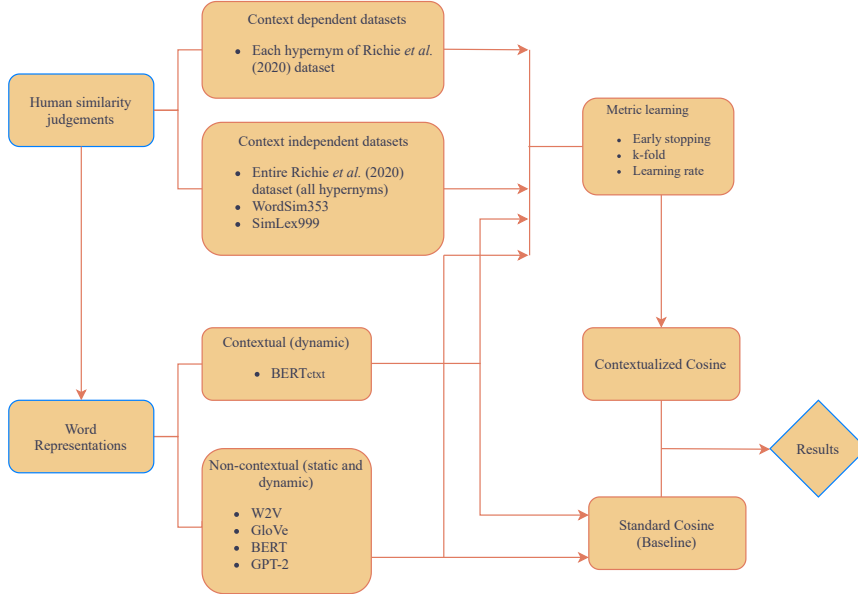 Context dependent datasets
• Each hypernym of Richie et al.
(2020) dataset
Human similarity
judgements
Context independent datasets
• Entire Richie et al. (2020)
dataset (all hypernyms)
• WordSim353
• SimLex999
Metric learning
• Early stopping
• k-fold
• Learning rate
Contextual (dynamic)
• BERTctxt
Contextualized Cosine
Word
Representations
Non-contextual (static and
dynamic)
• W2V
• GloVe
• BERT
• GPT-2
Results
Standard Cosine
(Baseline)